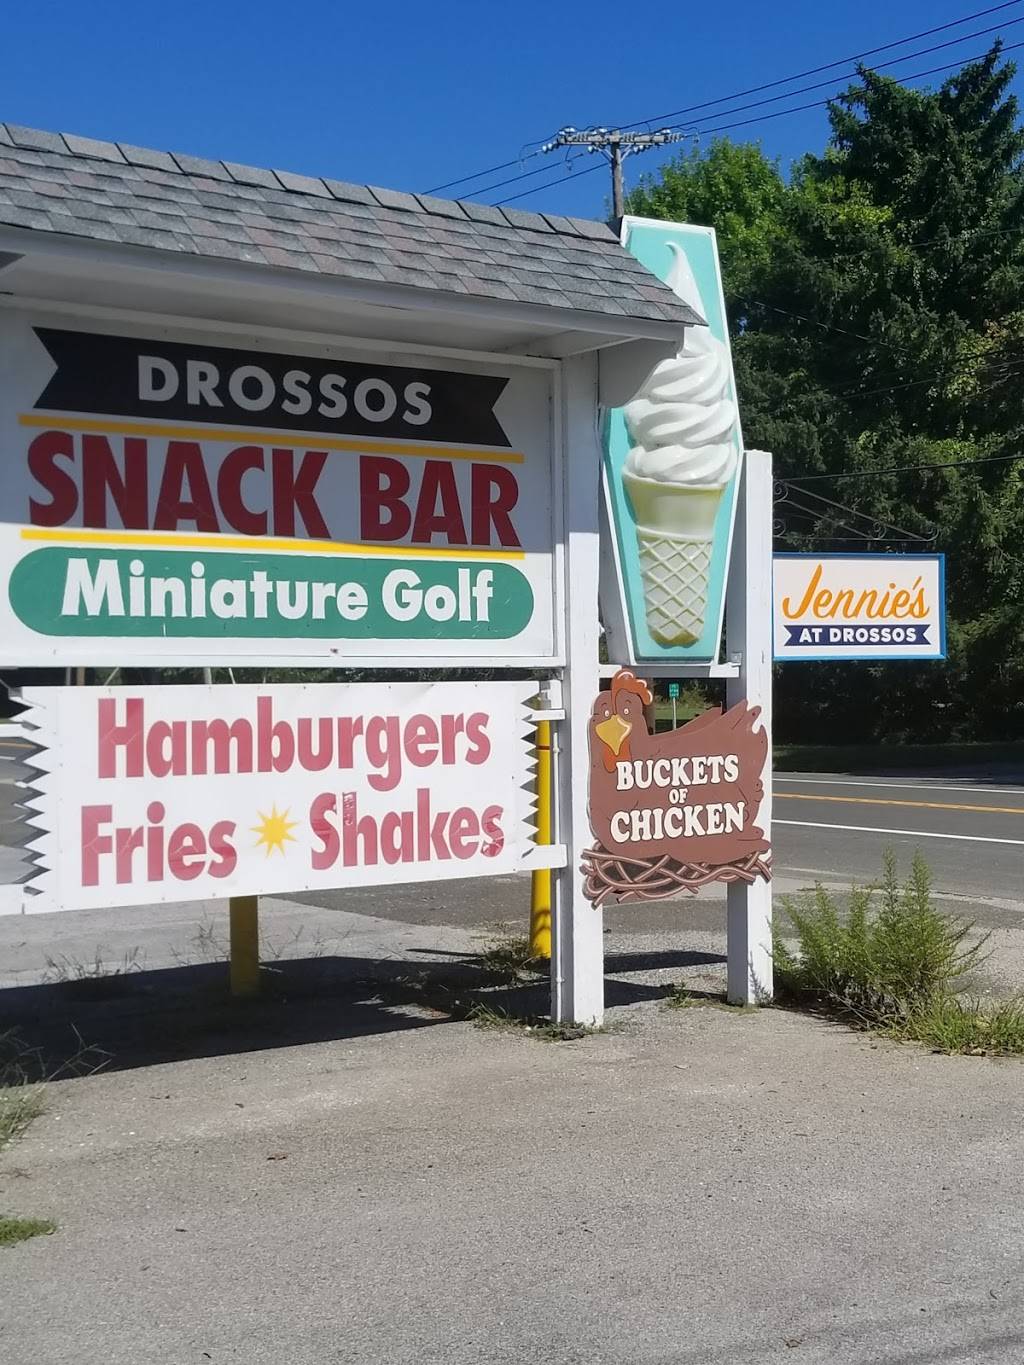 DROSSOS
SNACK BAR
Miniature Golf
Hamburgers
Fries Shakes
BUCKETS
OF
CHICKEN
Jennie's
AT DROSSOS